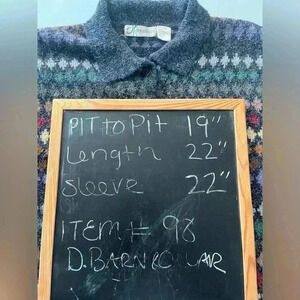 PIT to Pit 19"
Length 22"
Sleeve 22"
ITEM # 98